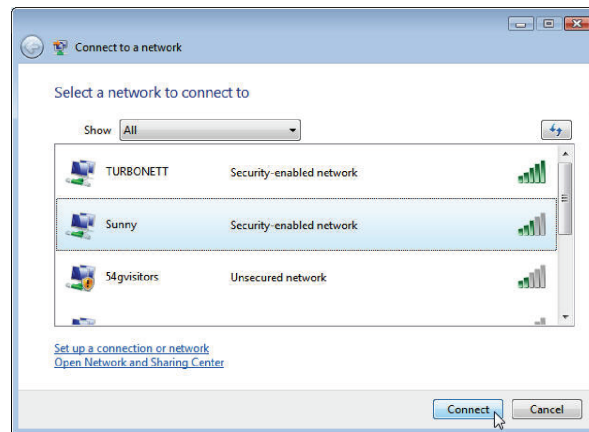 Connect to a network
Select a network to connect to
Show All
TURBONETT Security-enabled network
Sunny Security-enabled network
54gvisitors Unsecured network
Set up a connection or network
Open Network and Sharing Center
Connect Cancel